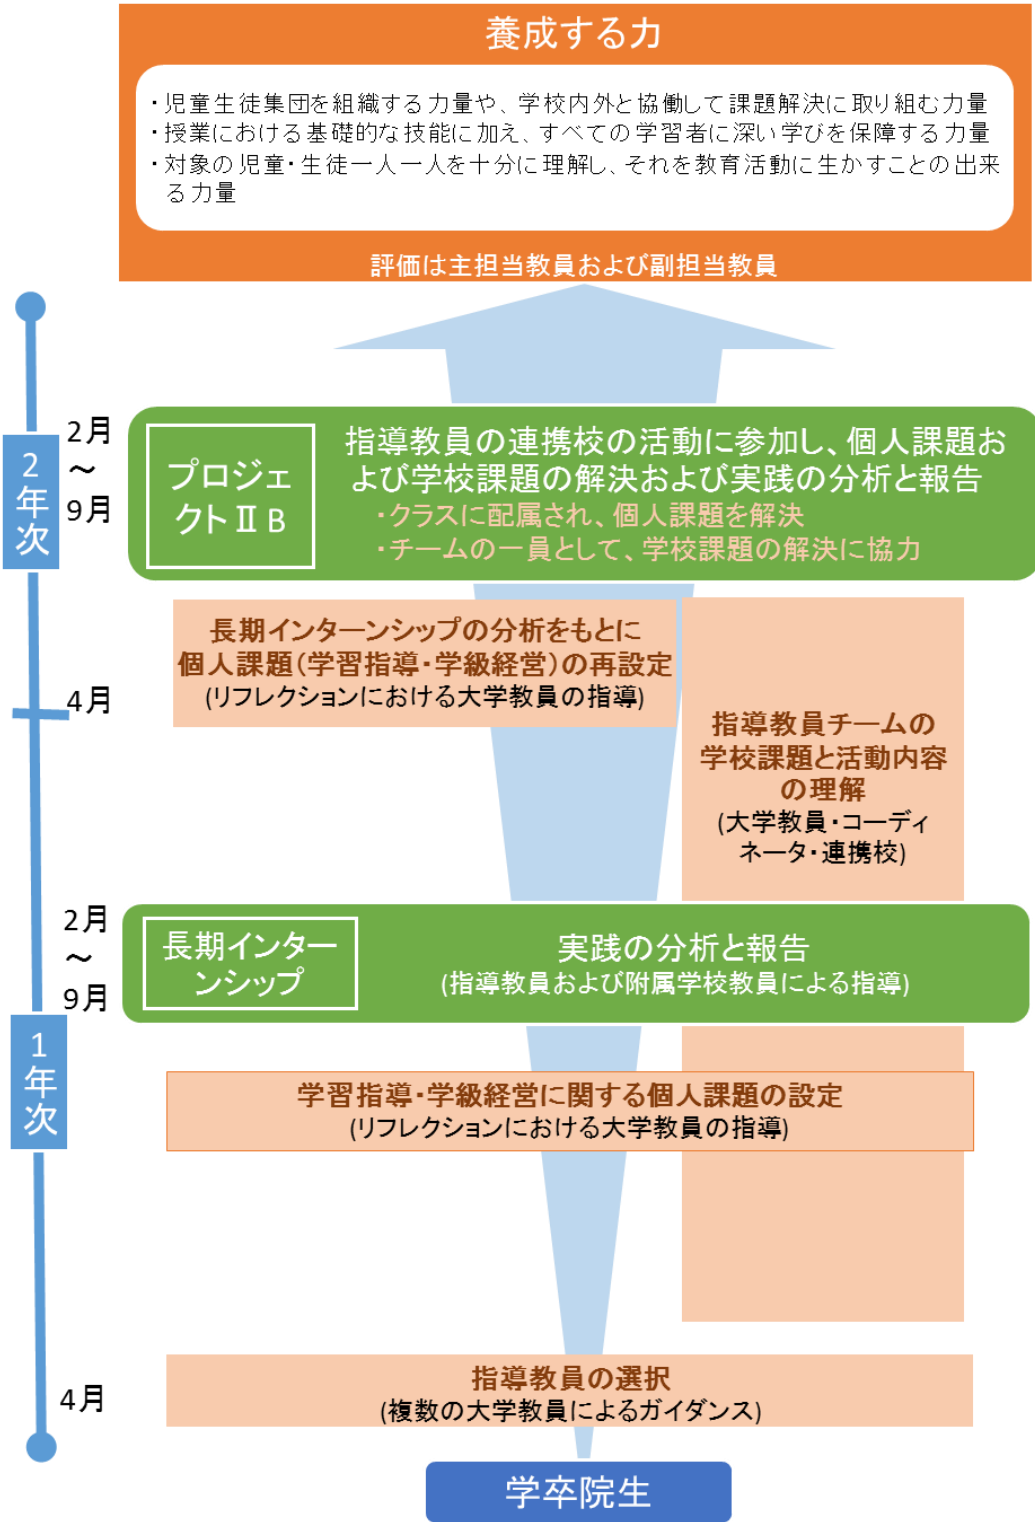 養成する力
・児童生徒集団を組織する力量や、学校内外と協働して課題解決に取り組む力量
・授業における基礎的な技能に加え、すべての学習者に深い学びを保障する力量
・対象の児童・生徒一人一人を十分に理解し、それを教育活動に生かすことの出来
る力量
評価は主担当教員および副担当教員
2年次
2月
～
9月
プロジェ
クトⅡB
指導教員の連携校の活動に参加し、個人課題お
よび学校課題の解決および実践の分析と報告
・クラスに配属され、個人課題を解決
・チームの一員として、学校課題の解決に協力
長期インターンシップの分析をもとに
個人課題（学習指導・学級経営）の再設定
(リフレクションにおける大学教員の指導)
4月
指導教員チームの
学校課題と活動内容
の理解
(大学教員・コーディ
ネータ・連携校)
2月
～
9月
長期インター
ンシップ
実践の分析と報告
(指導教員および附属学校教員による指導)
1年次
学習指導・学級経営に関する個人課題の設定
(リフレクションにおける大学教員の指導)
4月
指導教員の選択
(複数の大学教員によるガイダンス)
学卒院生